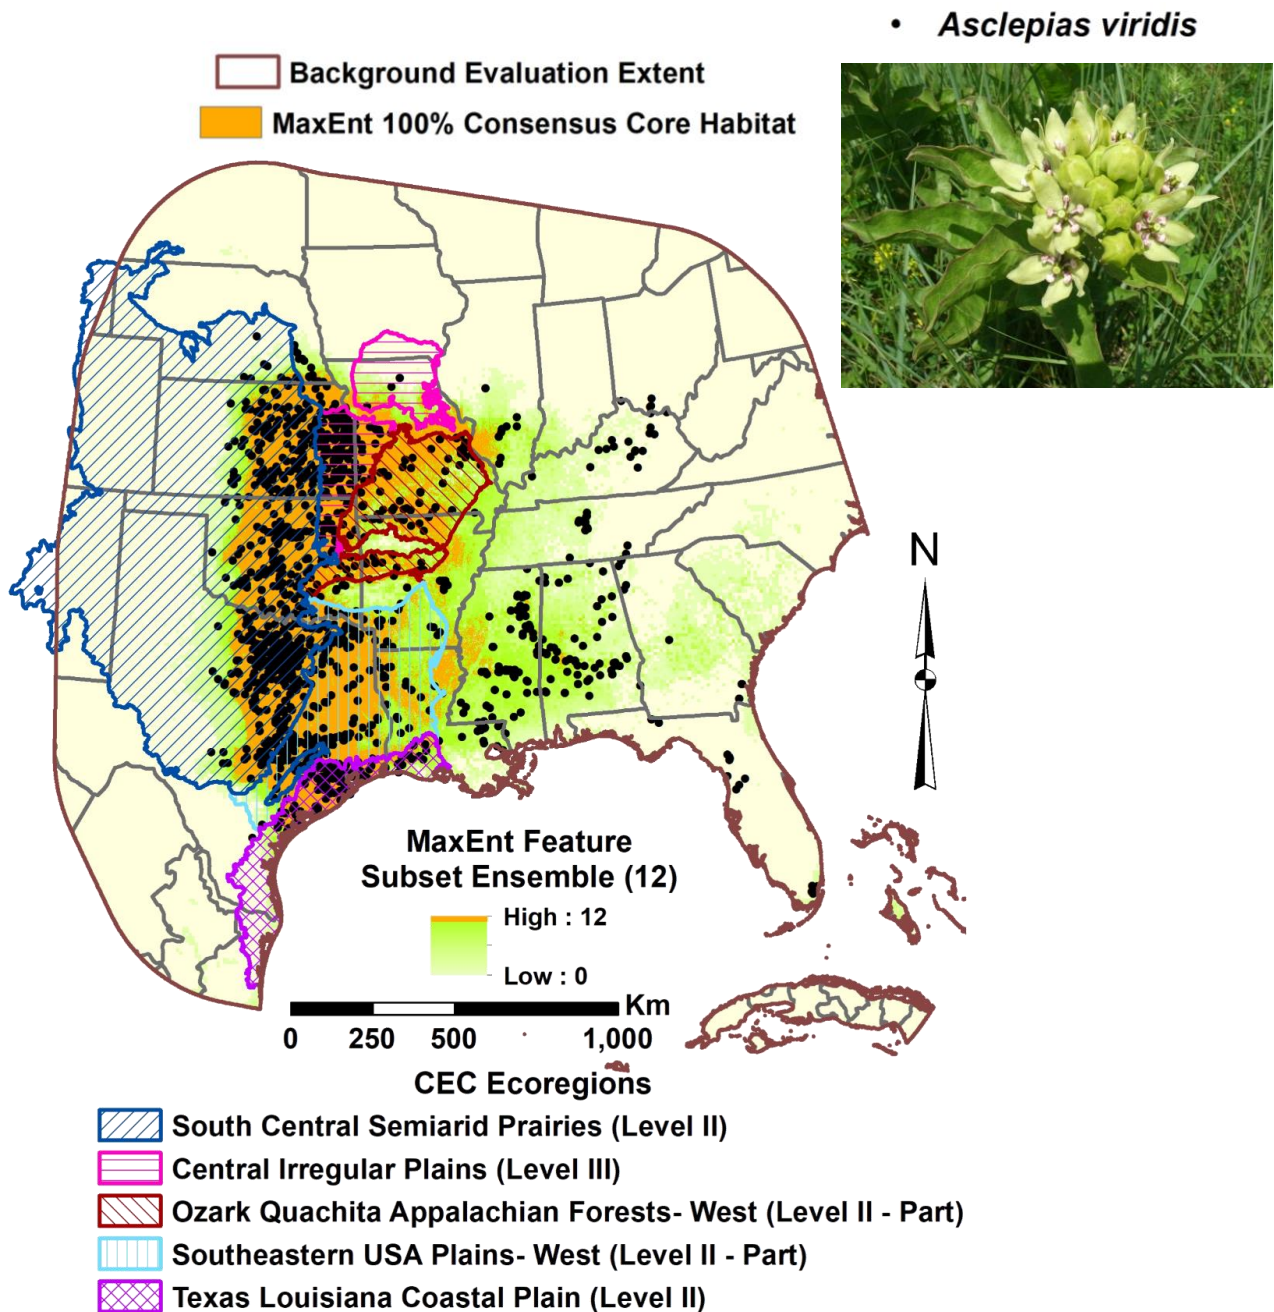 • Asclepias viridis
Background Evaluation Extent
MaxEnt 100% Consensus Core Habitat
N
MaxEnt Feature
Subset Ensemble (12)
High : 12
Low : 0
Km
0 250 500 1,000
CEC Ecoregions
South Central Semiarid Prairies (Level II)
Central Irregular Plains (Level III)
Ozark Quachita Appalachian Forests- West (Level II - Part)
Southeastern USA Plains- West (Level II - Part)
Texas Louisiana Coastal Plain (Level II)